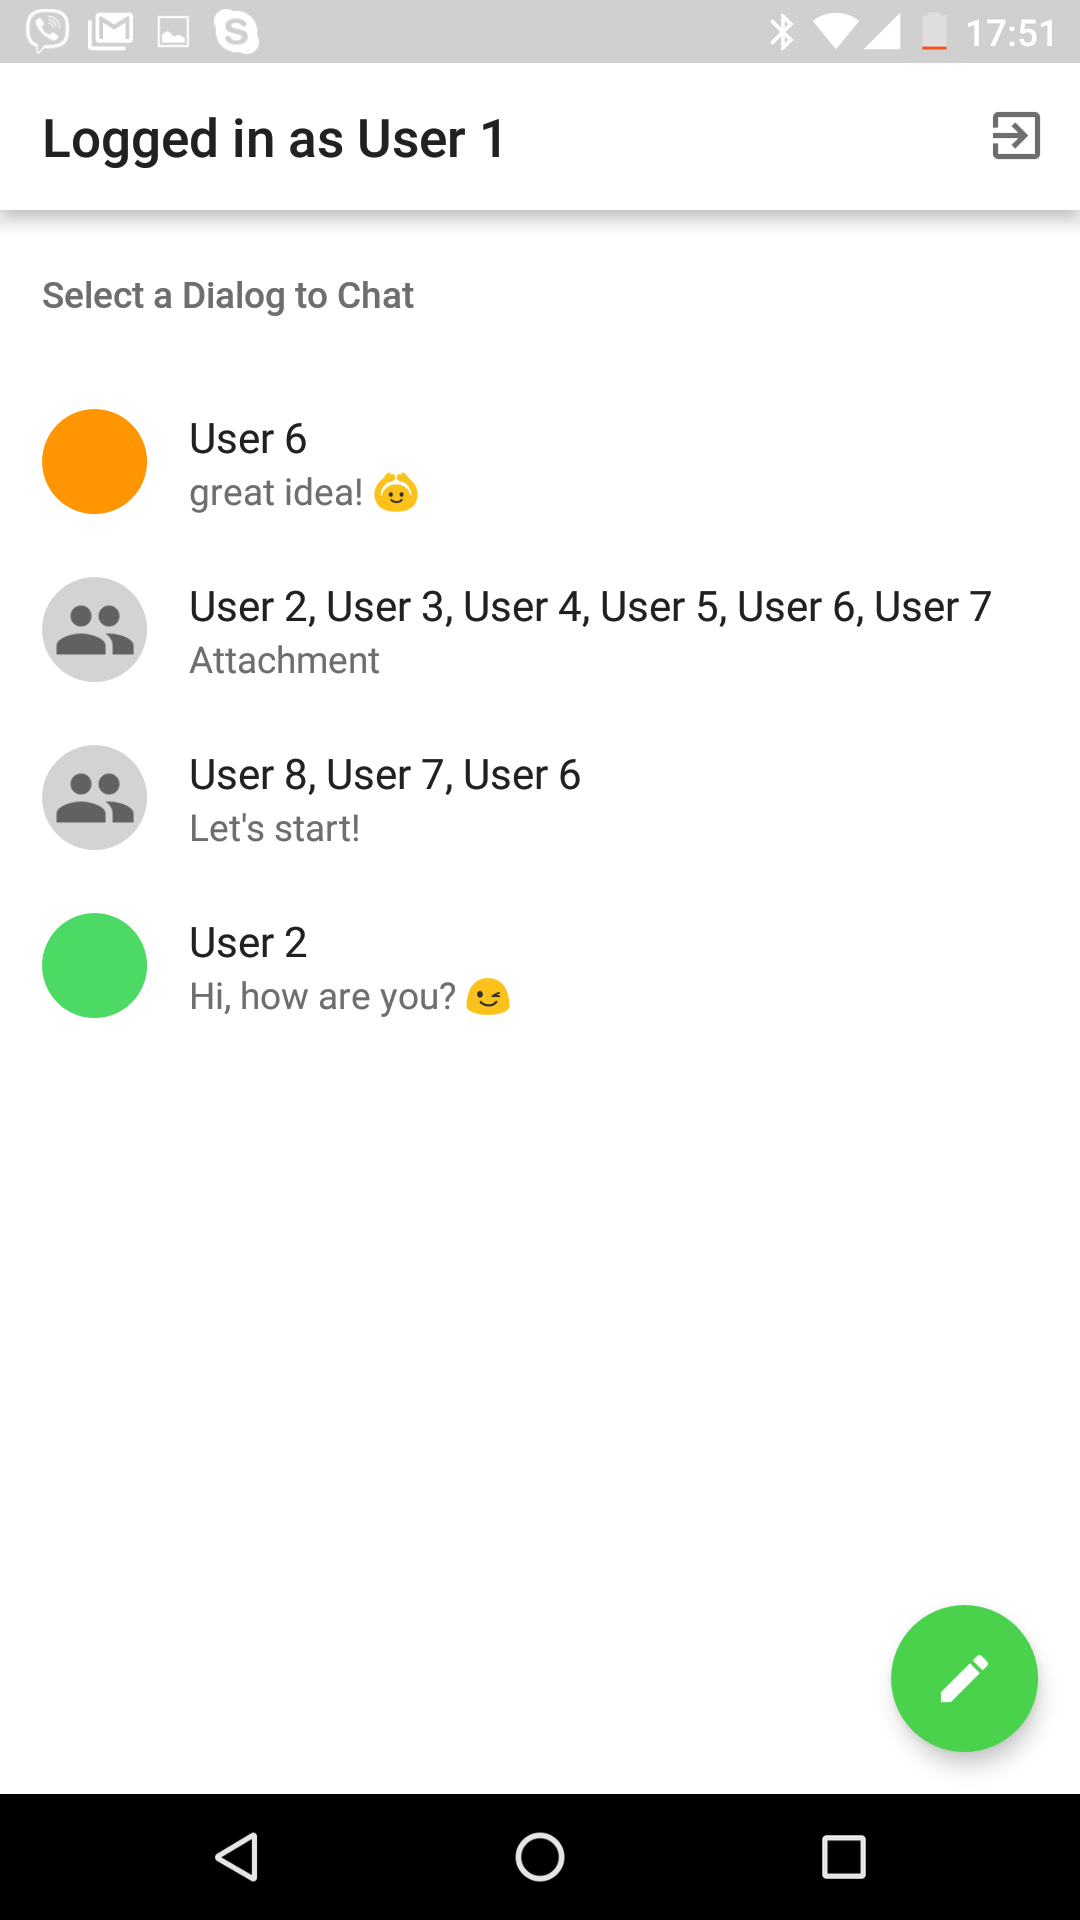 17:51
Logged in as User 1
Select a Dialog to Chat
User 6
great idea! 🙆
User 2, User 3, User 4, User 5, User 6, User 7
Attachment
User 8, User 7, User 6
Let's start!
User 2
Hi, how are you? 😉